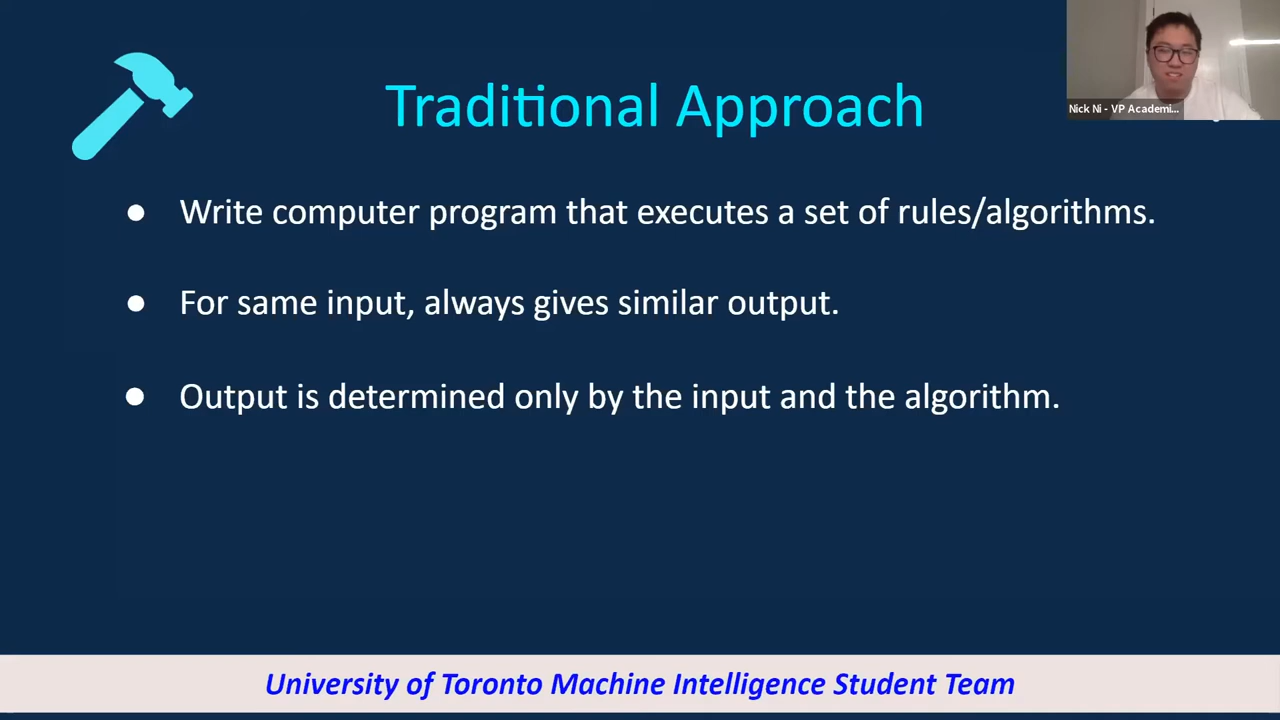 Traditional Approach
Nick Ni - VP Academi...
● Write computer program that executes a set of rules/algorithms.
● For same input, always gives similar output.
● Output is determined only by the input and the algorithm.
University of Toronto Machine Intelligence Student Team